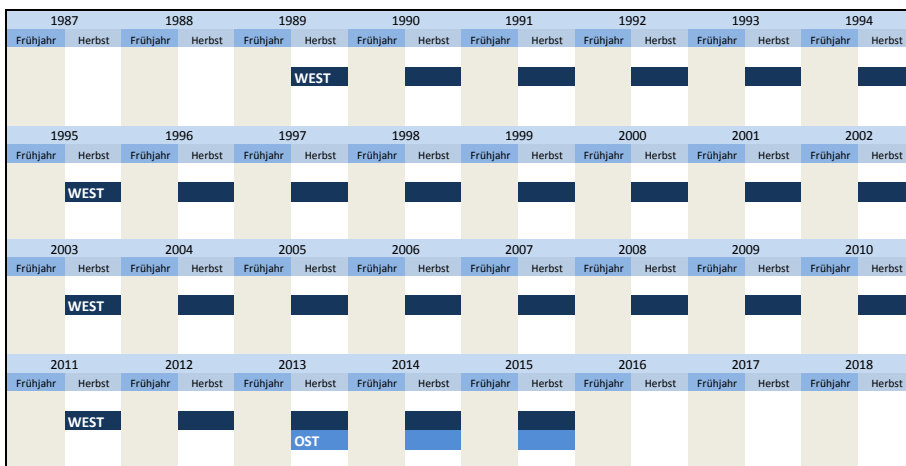 1987 1988 1989 1990 1991 1992 1993 1994
Frühjahr Herbst Frühjahr Herbst Frühjahr Herbst Frühjahr Herbst Frühjahr Herbst Frühjahr Herbst Frühjahr Herbst Frühjahr Herbst
WEST
1995 1996 1997 1998 1999 2000 2001 2002
Frühjahr Herbst Frühjahr Herbst Frühjahr Herbst Frühjahr Herbst Frühjahr Herbst Frühjahr Herbst Frühjahr Herbst Frühjahr Herbst
WEST
2003 2004 2005 2006 2007 2008 2009 2010
Frühjahr Herbst Frühjahr Herbst Frühjahr Herbst Frühjahr Herbst Frühjahr Herbst Frühjahr Herbst Frühjahr Herbst Frühjahr Herbst
WEST
2011 2012 2013 2014 2015 2016 2017 2018
Frühjahr Herbst Frühjahr Herbst Frühjahr Herbst Frühjahr Herbst Frühjahr Herbst Frühjahr Herbst Frühjahr Herbst Frühjahr Herbst
WEST
OST